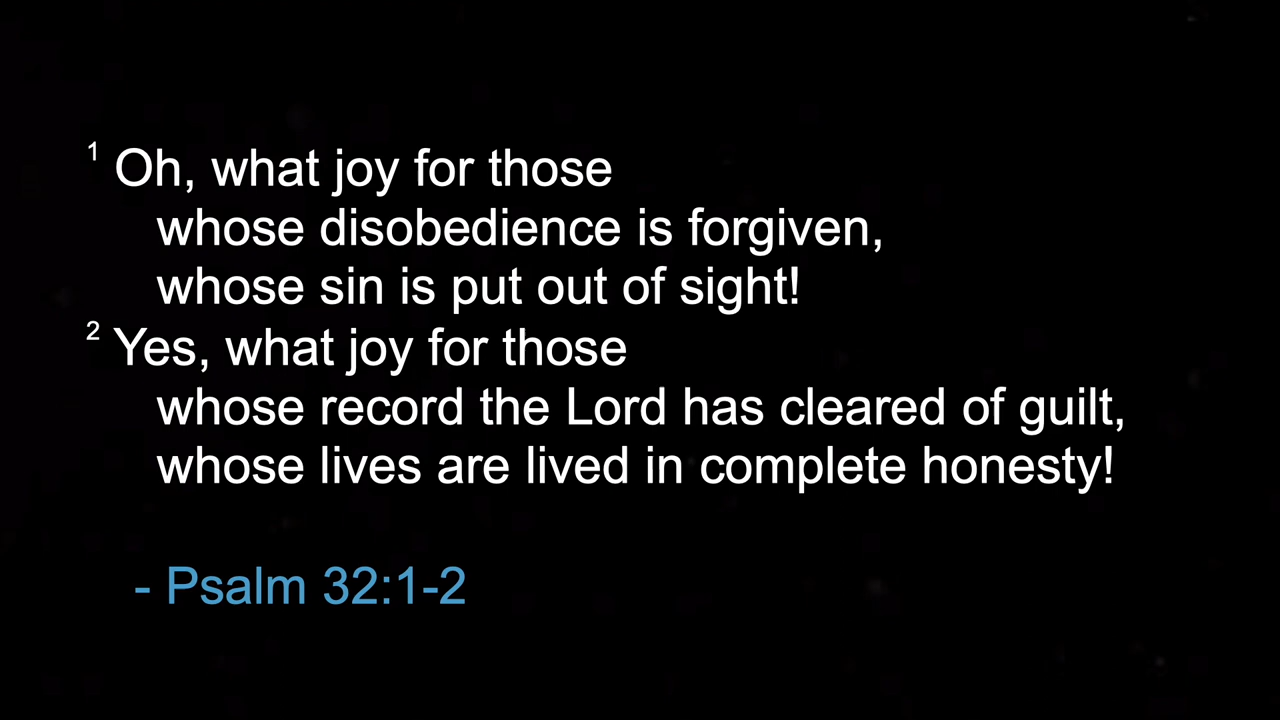 1 Oh, what joy for those
whose disobedience is forgiven,
whose sin is put out of sight!
2 Yes, what joy for those
whose record the Lord has cleared of guilt,
whose lives are lived in complete honesty!
- Psalm 32:1-2